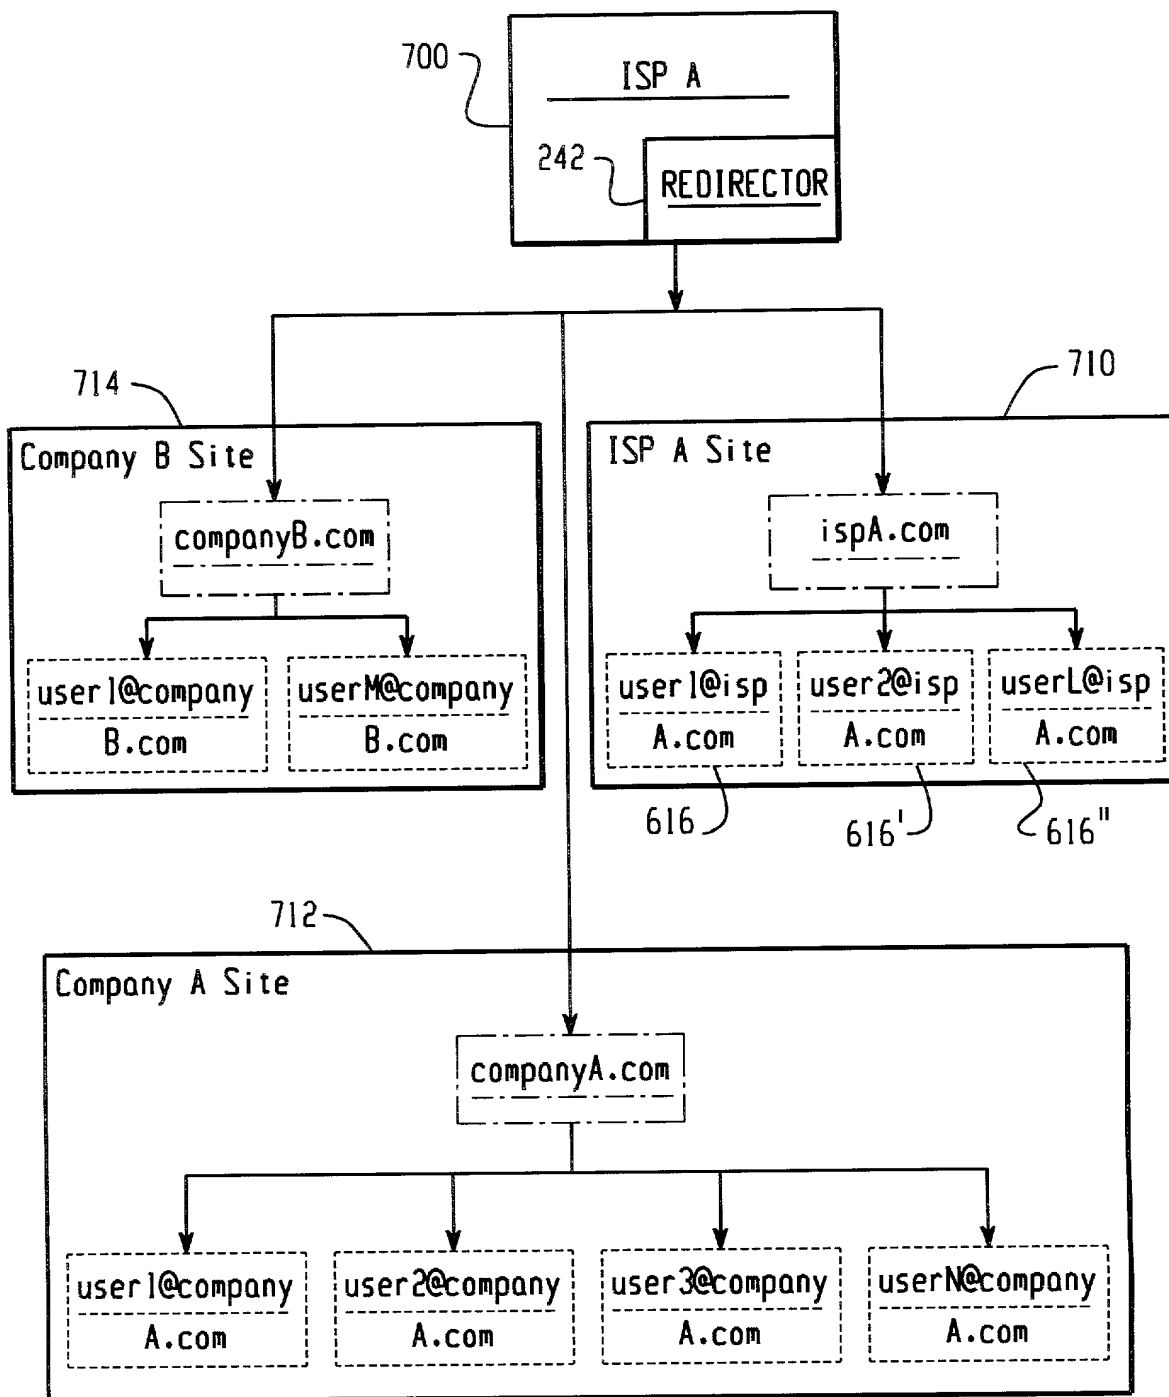 700
ISP A
242
REDIRECTOR
714
710
Company B Site
ISP A Site
companyB.com
ispA.com
user1@company
B.com
userM@company
B.com
user1@isp
A.com
user2@isp
A.com
userL@isp
A.com
616
616'
616"
712
Company A Site
companyA.com
user1@company
A.com
user2@company
A.com
user3@company
A.com
userN@company
A.com